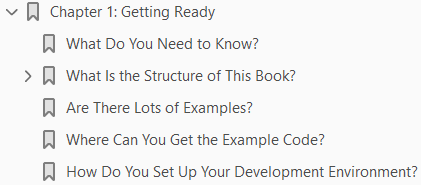 Chapter 1: Getting Ready
What Do You Need to Know?
What Is the Structure of This Book?
Are There Lots of Examples?
Where Can You Get the Example Code?
How Do You Set Up Your Development Environment?